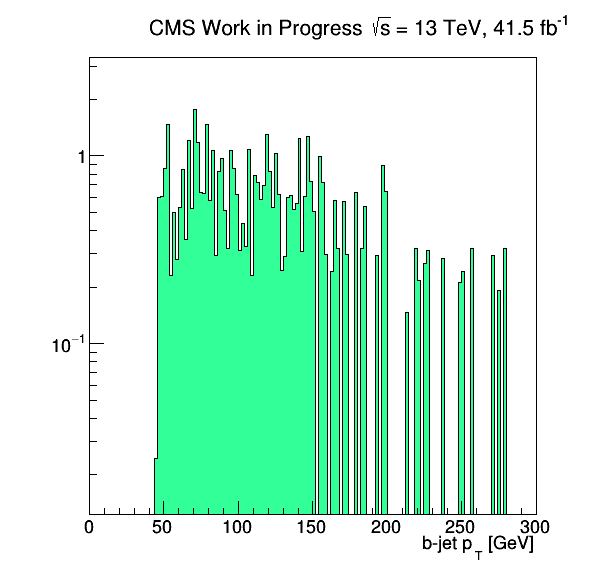 CMS Work in Progress √s = 13 TeV, 41.5 fb⁻¹
1
10⁻¹
0 50 100 150 200 250 300
b-jet p_T [GeV]